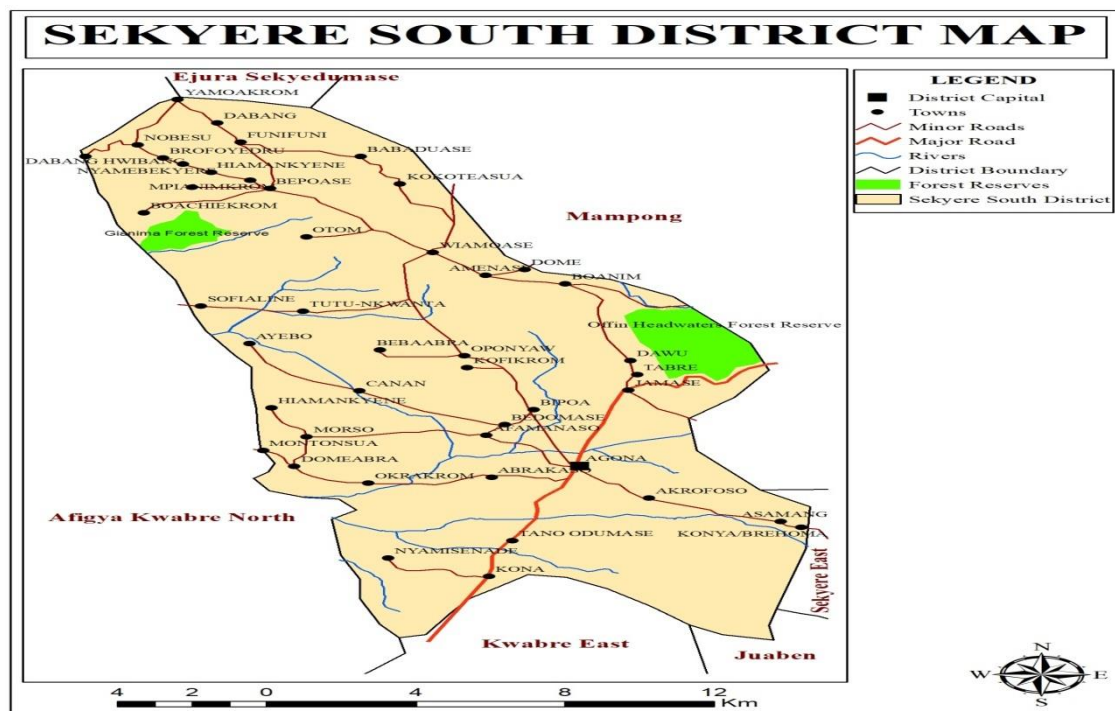 SEKYERE SOUTH DISTRICT MAP
Ejura Sekyedumase
YAMOAKROM
DABANG
NOBESU
FUNIFUNI
BROFOYEDRU
BABADUASE
DABANG HWIBANG
HIAMANKYENE
NYAMEBEKYERE
KOKOTEASUA
MPIANIMKROM
BEPOASE
BOACHIEKROM
Mampong
Gianima Forest Reserve
OTOM
WIAMOASE
DOME
AMENASE
BOANIM
SOFIALINE
TUTU-NKWANTA
Offin Headwaters Forest Reserve
AYEBO
BEBAABRA
OPONYAW
KOFIKROM
DAWU
TABRE
CANAN
JAMASE
HIAMANKYENE
BIPOA
BEDOMASE
MORSO
AFAMANASO
MONTONSUA
DOMEABRA
AGONA
OKRAKROM
AKROFOSO
Afigya Kwabre North
ASAMANG
TANO ODUMASE
KONYA/BREHOMA
NYAMISENADE
KONA
Sekyere East
Kwabre East
Juaben
LEGEND
District Capital
Towns
Minor Roads
Major Road
Rivers
District Boundary
Forest Reserves
Sekyere South District
N
W E
S
4 2 0 4 8 12
Km